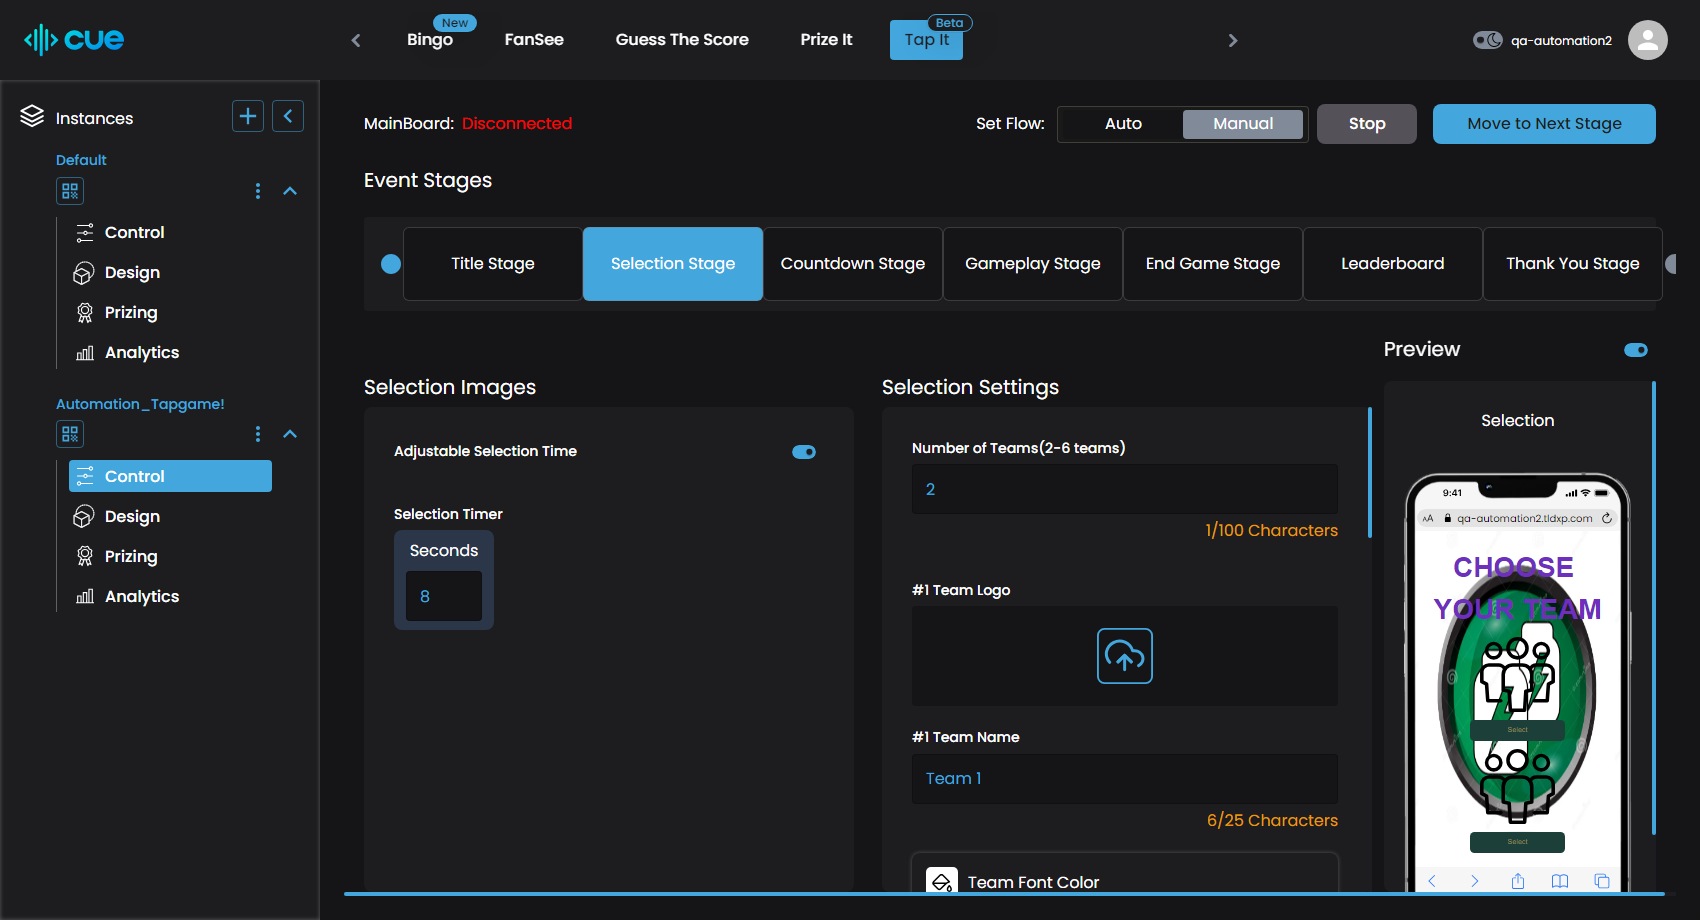 cue
New
Bingo
FanSee
Guess The Score
Prize It
Beta
Tap It
qa-automation2
Instances
Default
Control
Design
Prizing
Analytics
Automation_Tapgame!
Control
Design
Prizing
Analytics
MainBoard: Disconnected
Set Flow:
Auto
Manual
Stop
Move to Next Stage
Event Stages
Title Stage
Selection Stage
Countdown Stage
Gameplay Stage
End Game Stage
Leaderboard
Thank You Stage
Selection Images
Adjustable Selection Time
Selection Timer
Seconds
8
Selection Settings
Number of Teams(2-6 teams)
2
1/100 Characters
#1 Team Logo
#1 Team Name
Team 1
6/25 Characters
Team Font Color
Preview
Selection
9:41
AA qa-automation2.tldxp.com
CHOOSE
YOUR TEAM
Select
Select